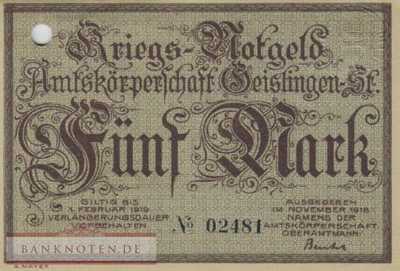 Kriegs-Notgeld
Amtskörperschaft Geislingen-St.
Fünf Mark
GILTIG BIS
1. FEBRUAR 1919
VERLÄNGERUNGSDAUER
VORBEHALTEN
№ 02481
AUSGEGEBEN
IM NOVEMBER 1918
NAMENS DER
AMTSKÖRPERSCHAFT
OBERAMTMANN:
BANKNOTEN.DE